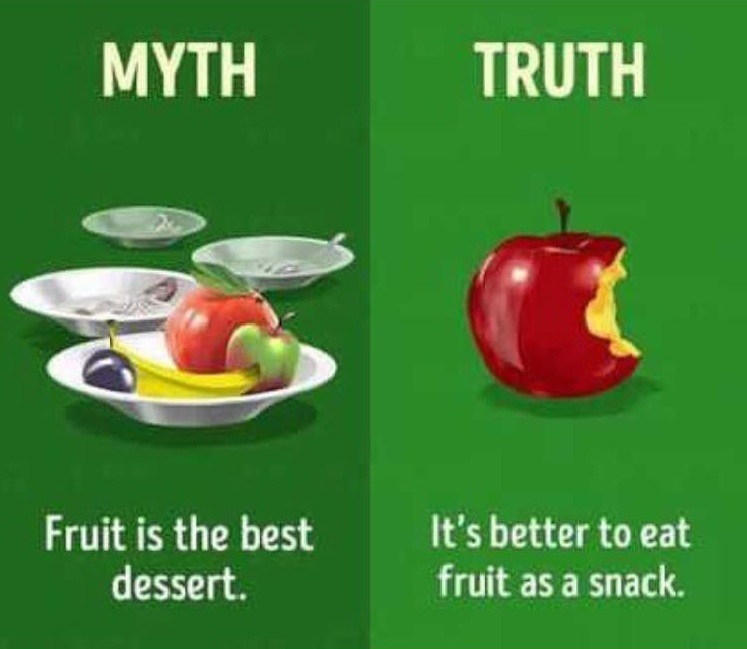 MYTH
Fruit is the best
dessert.
TRUTH
It's better to eat
fruit as a snack.